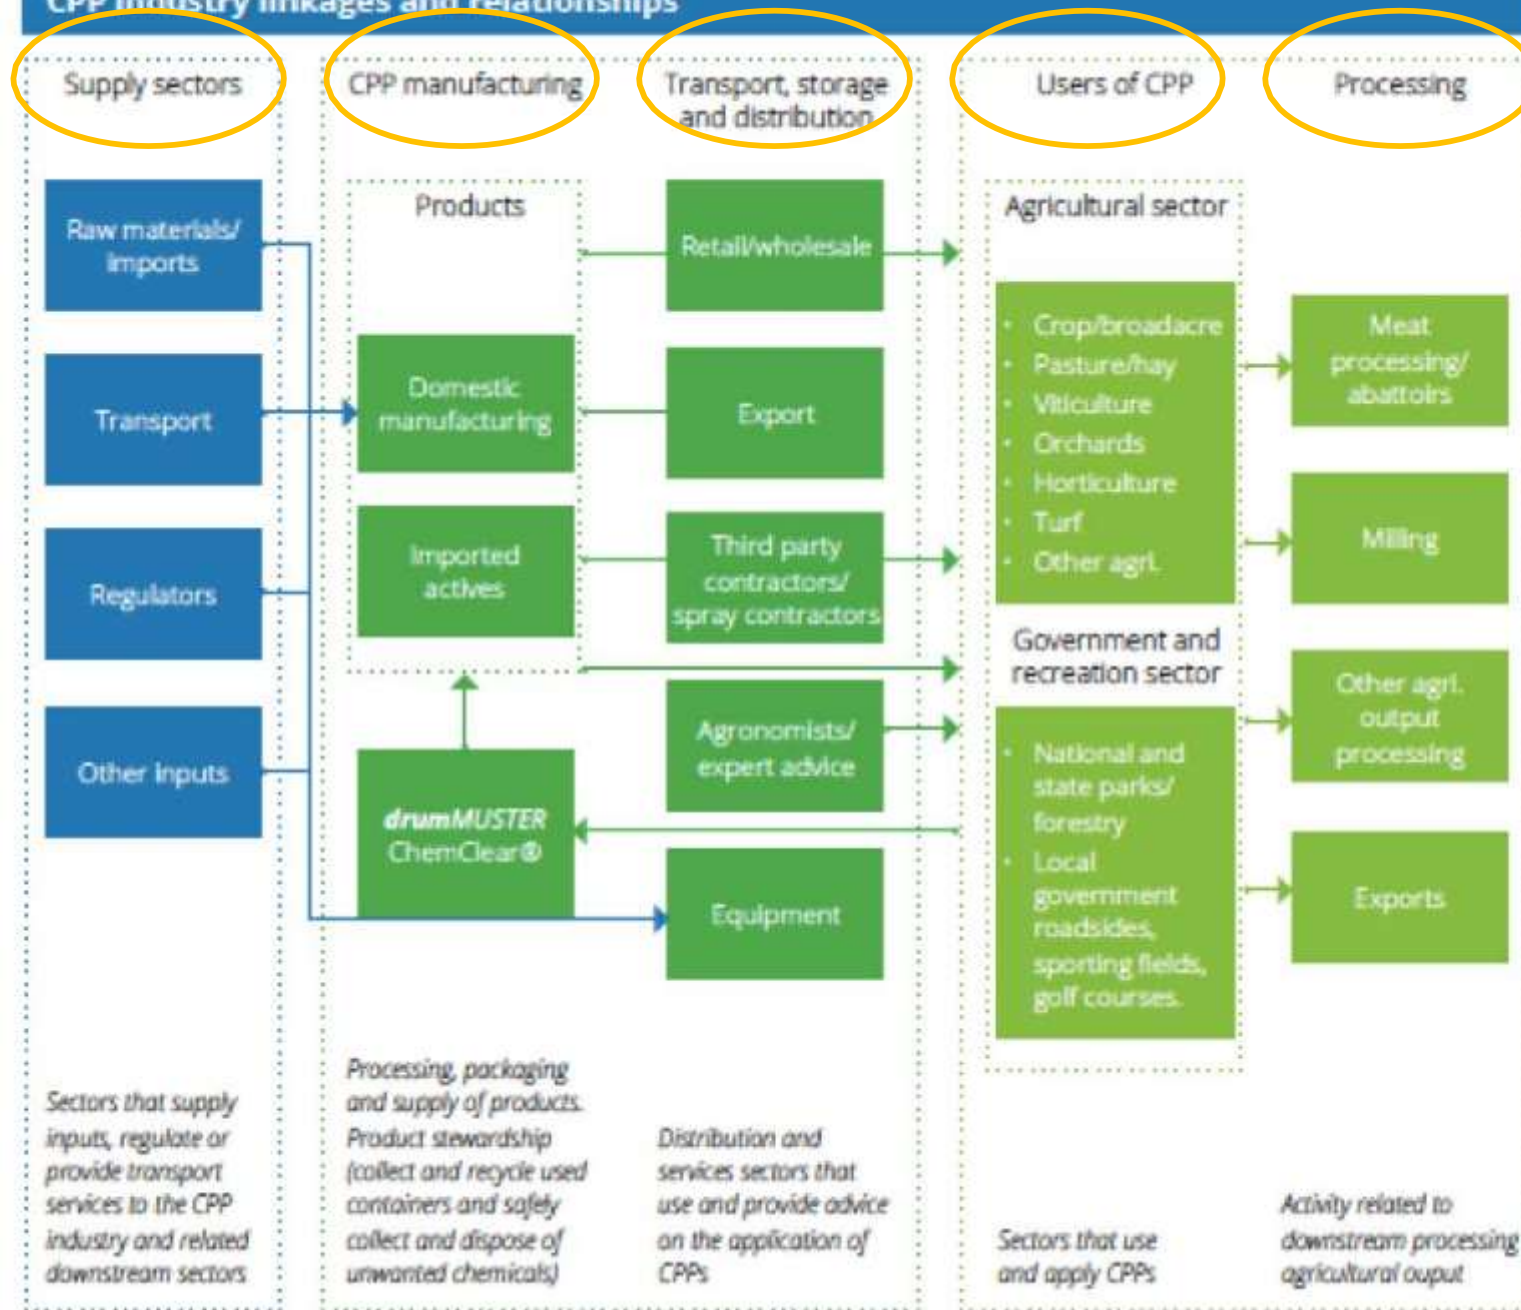 CPP industry linkages and relationships
Supply sectors
Raw materials/
imports
Transport
Regulators
Other inputs
Sectors that supply
inputs, regulate or
provide transport
services to the CPP
industry and related
downstream sectors
CPP manufacturing
Products
Domestic
manufacturing
Imported
actives
drumMUSTER
ChemClear®
Processing, packaging
and supply of products.
Product stewardship
(collect and recycle used
containers and safely
collect and dispose of
unwanted chemicals)
Transport, storage
and distribution
Retail/wholesale
Export
Third party
contractors/
spray contractors
Agronomists/
expert advice
Equipment
Distribution and
services sectors that
use and provide advice
on the application of
CPPs
Users of CPP
Agricultural sector
• Crop/broadacre
• Pasture/hay
• Viticulture
• Orchards
• Horticulture
• Turf
• Other agri.
Government and
recreation sector
• National and
state parks/
forestry
• Local
government
roadsides,
sporting fields,
golf courses.
Sectors that use
and apply CPPs
Processing
Meat
processing/
abattoirs
Milling
Other agri.
output
processing
Exports
Activity related to
downstream processing
agricultural ouput